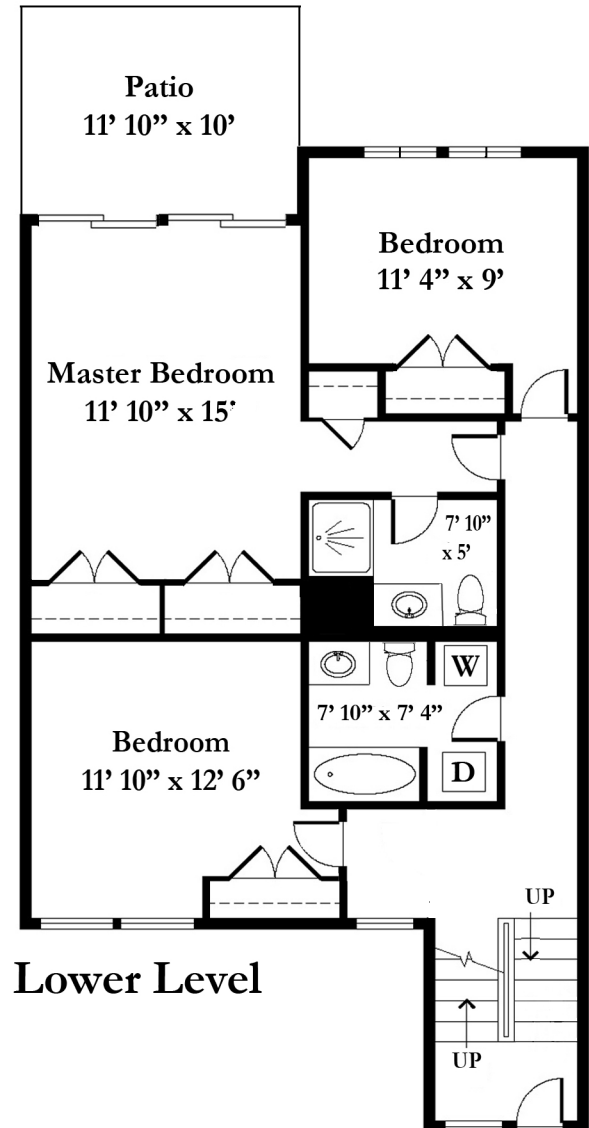 Patio
11’ 10” x 10’
Bedroom
11’ 4” x 9’
Master Bedroom
11’ 10” x 15’
7’ 10”
x 5’
W
7’ 10” x 7’ 4”
Bedroom
11’ 10” x 12’ 6”
D
UP
Lower Level
UP